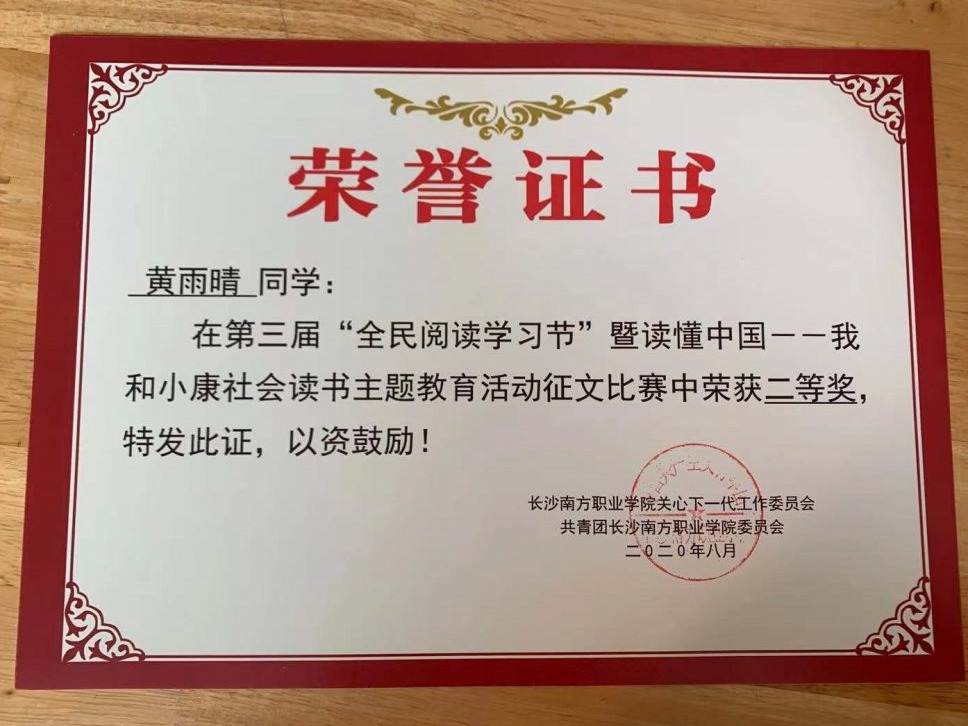 荣誉证书
黄雨晴 同学：
在第三届“全民阅读学习节”暨读懂中国——我
和小康社会读书主题教育活动征文比赛中荣获二等奖，
特发此证，以资鼓励！
长沙南方职业学院关心下一代工作委员会
共青团长沙南方职业学院委员会
二0二0年八月